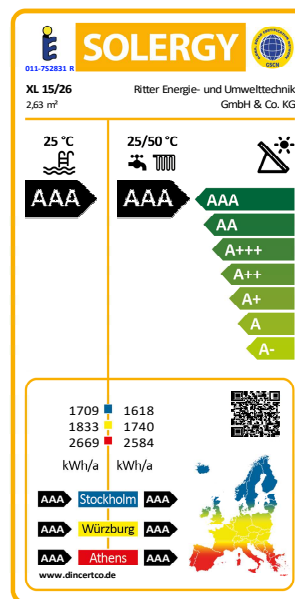 SOLERGY
011-7S2831 R
XL 15/26
Ritter Energie- und Umwelttechnik
2,63 m²
GmbH & Co. KG
25 °C
25/50 °C
AAA
AAA
AAA
AA
A+++
A++
A+
A
A-
1709 1618
1833 1740
2669 2584
kWh/a kWh/a
AAA Stockholm AAA
AAA Würzburg AAA
AAA Athens AAA
www.dincertco.de